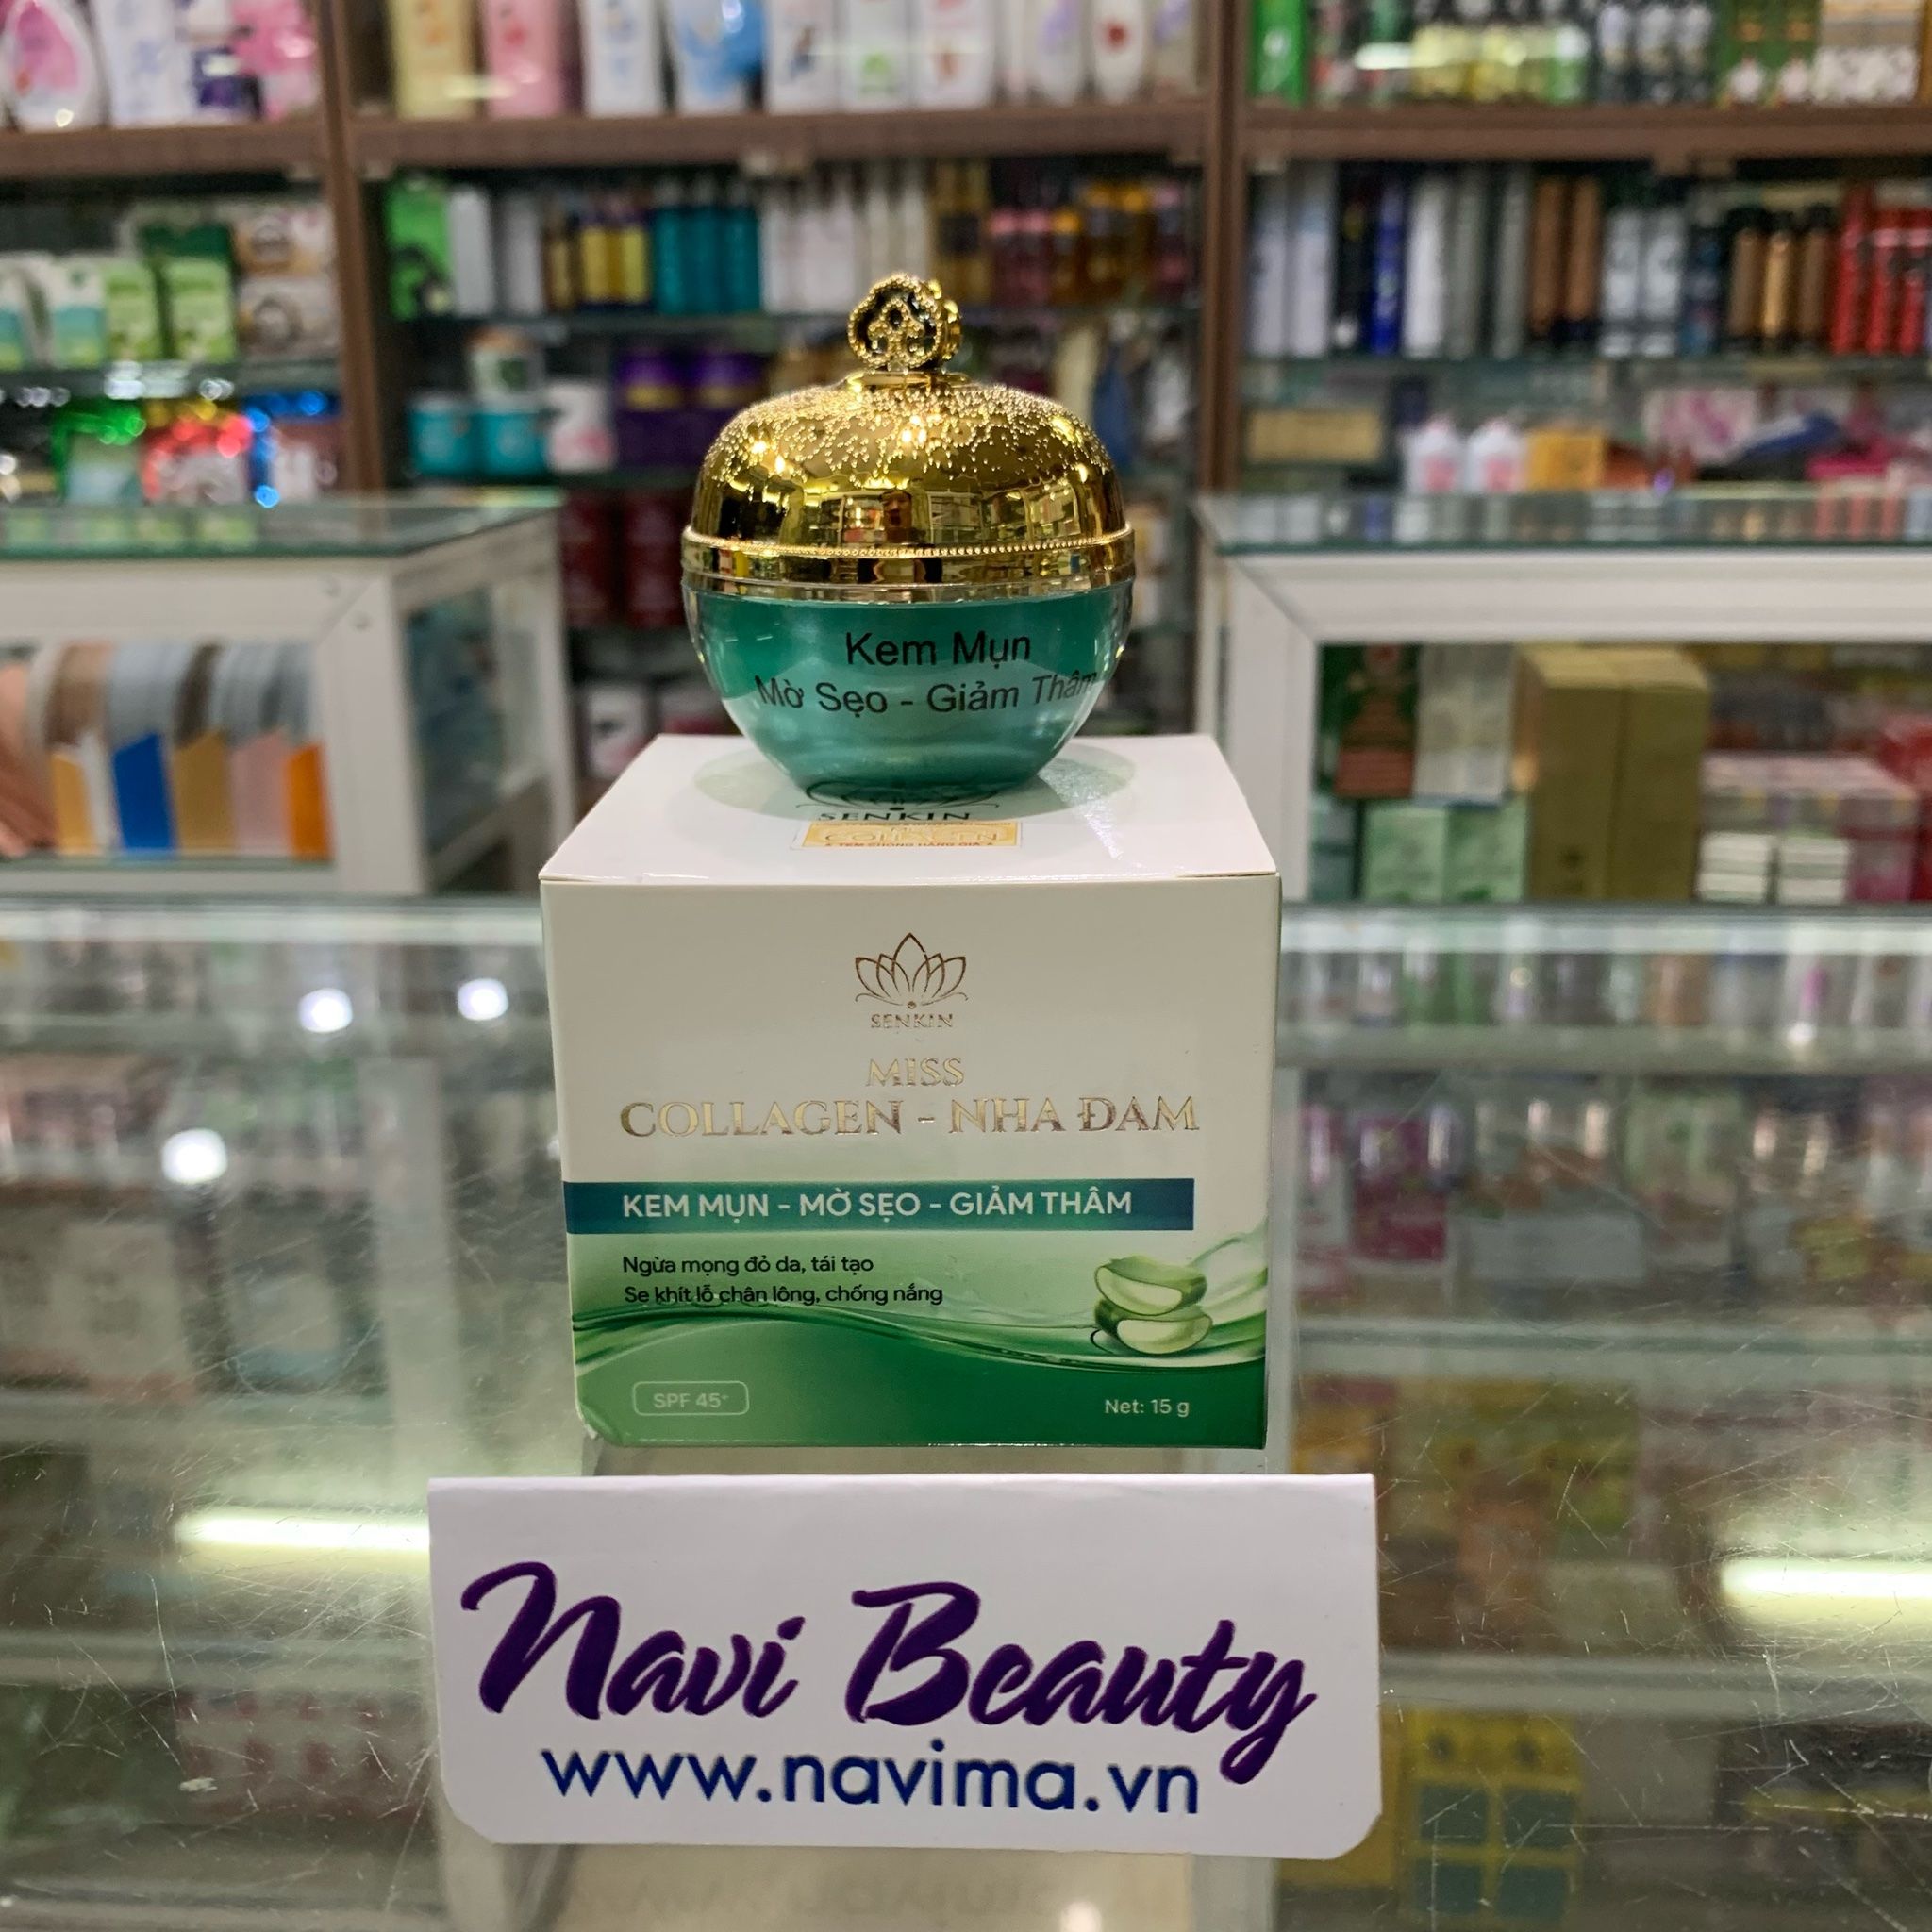 Kem Mụn
Mờ Sẹo - Giảm Thâm
SENKIN
COLLAGEN
SENKIN
MISS
COLLAGEN - NHA ĐAM
KEM MỤN - MỜ SẸO - GIẢM THÂM
Ngừa mọng đỏ da, tái tạo
Se khít lỗ chân lông, chống nắng
SPF 45+
Net: 15 g
Navi Beauty
www.navima.vn